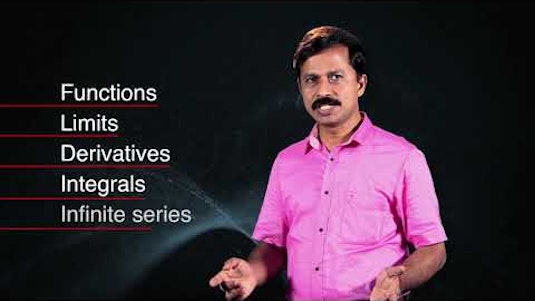 Functions
Limits
Derivatives
Integrals
Infinite series